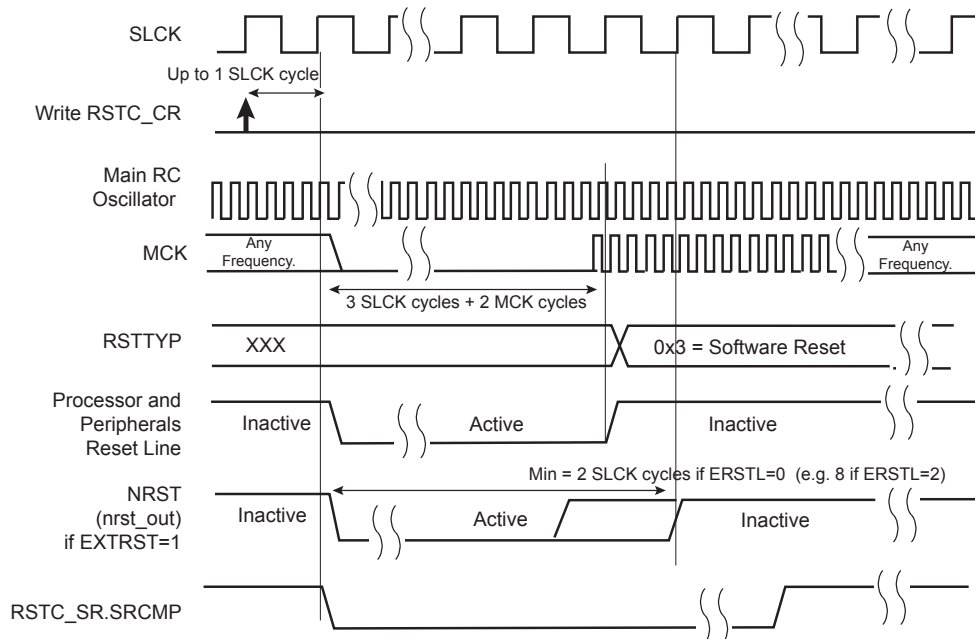 SLCK
Up to 1 SLCK cycle
Write RSTC_CR
Main RC
Oscillator
MCK
Any
Frequency.
Any
Frequency.
3 SLCK cycles + 2 MCK cycles
RSTTYP
XXX
0x3 = Software Reset
Processor and
Peripherals
Reset Line
Inactive
Active
Inactive
Min = 2 SLCK cycles if ERSTL=0 (e.g. 8 if ERSTL=2)
NRST
(nrst_out)
if EXTRST=1
Inactive
Active
Inactive
RSTC_SR.SRCMP